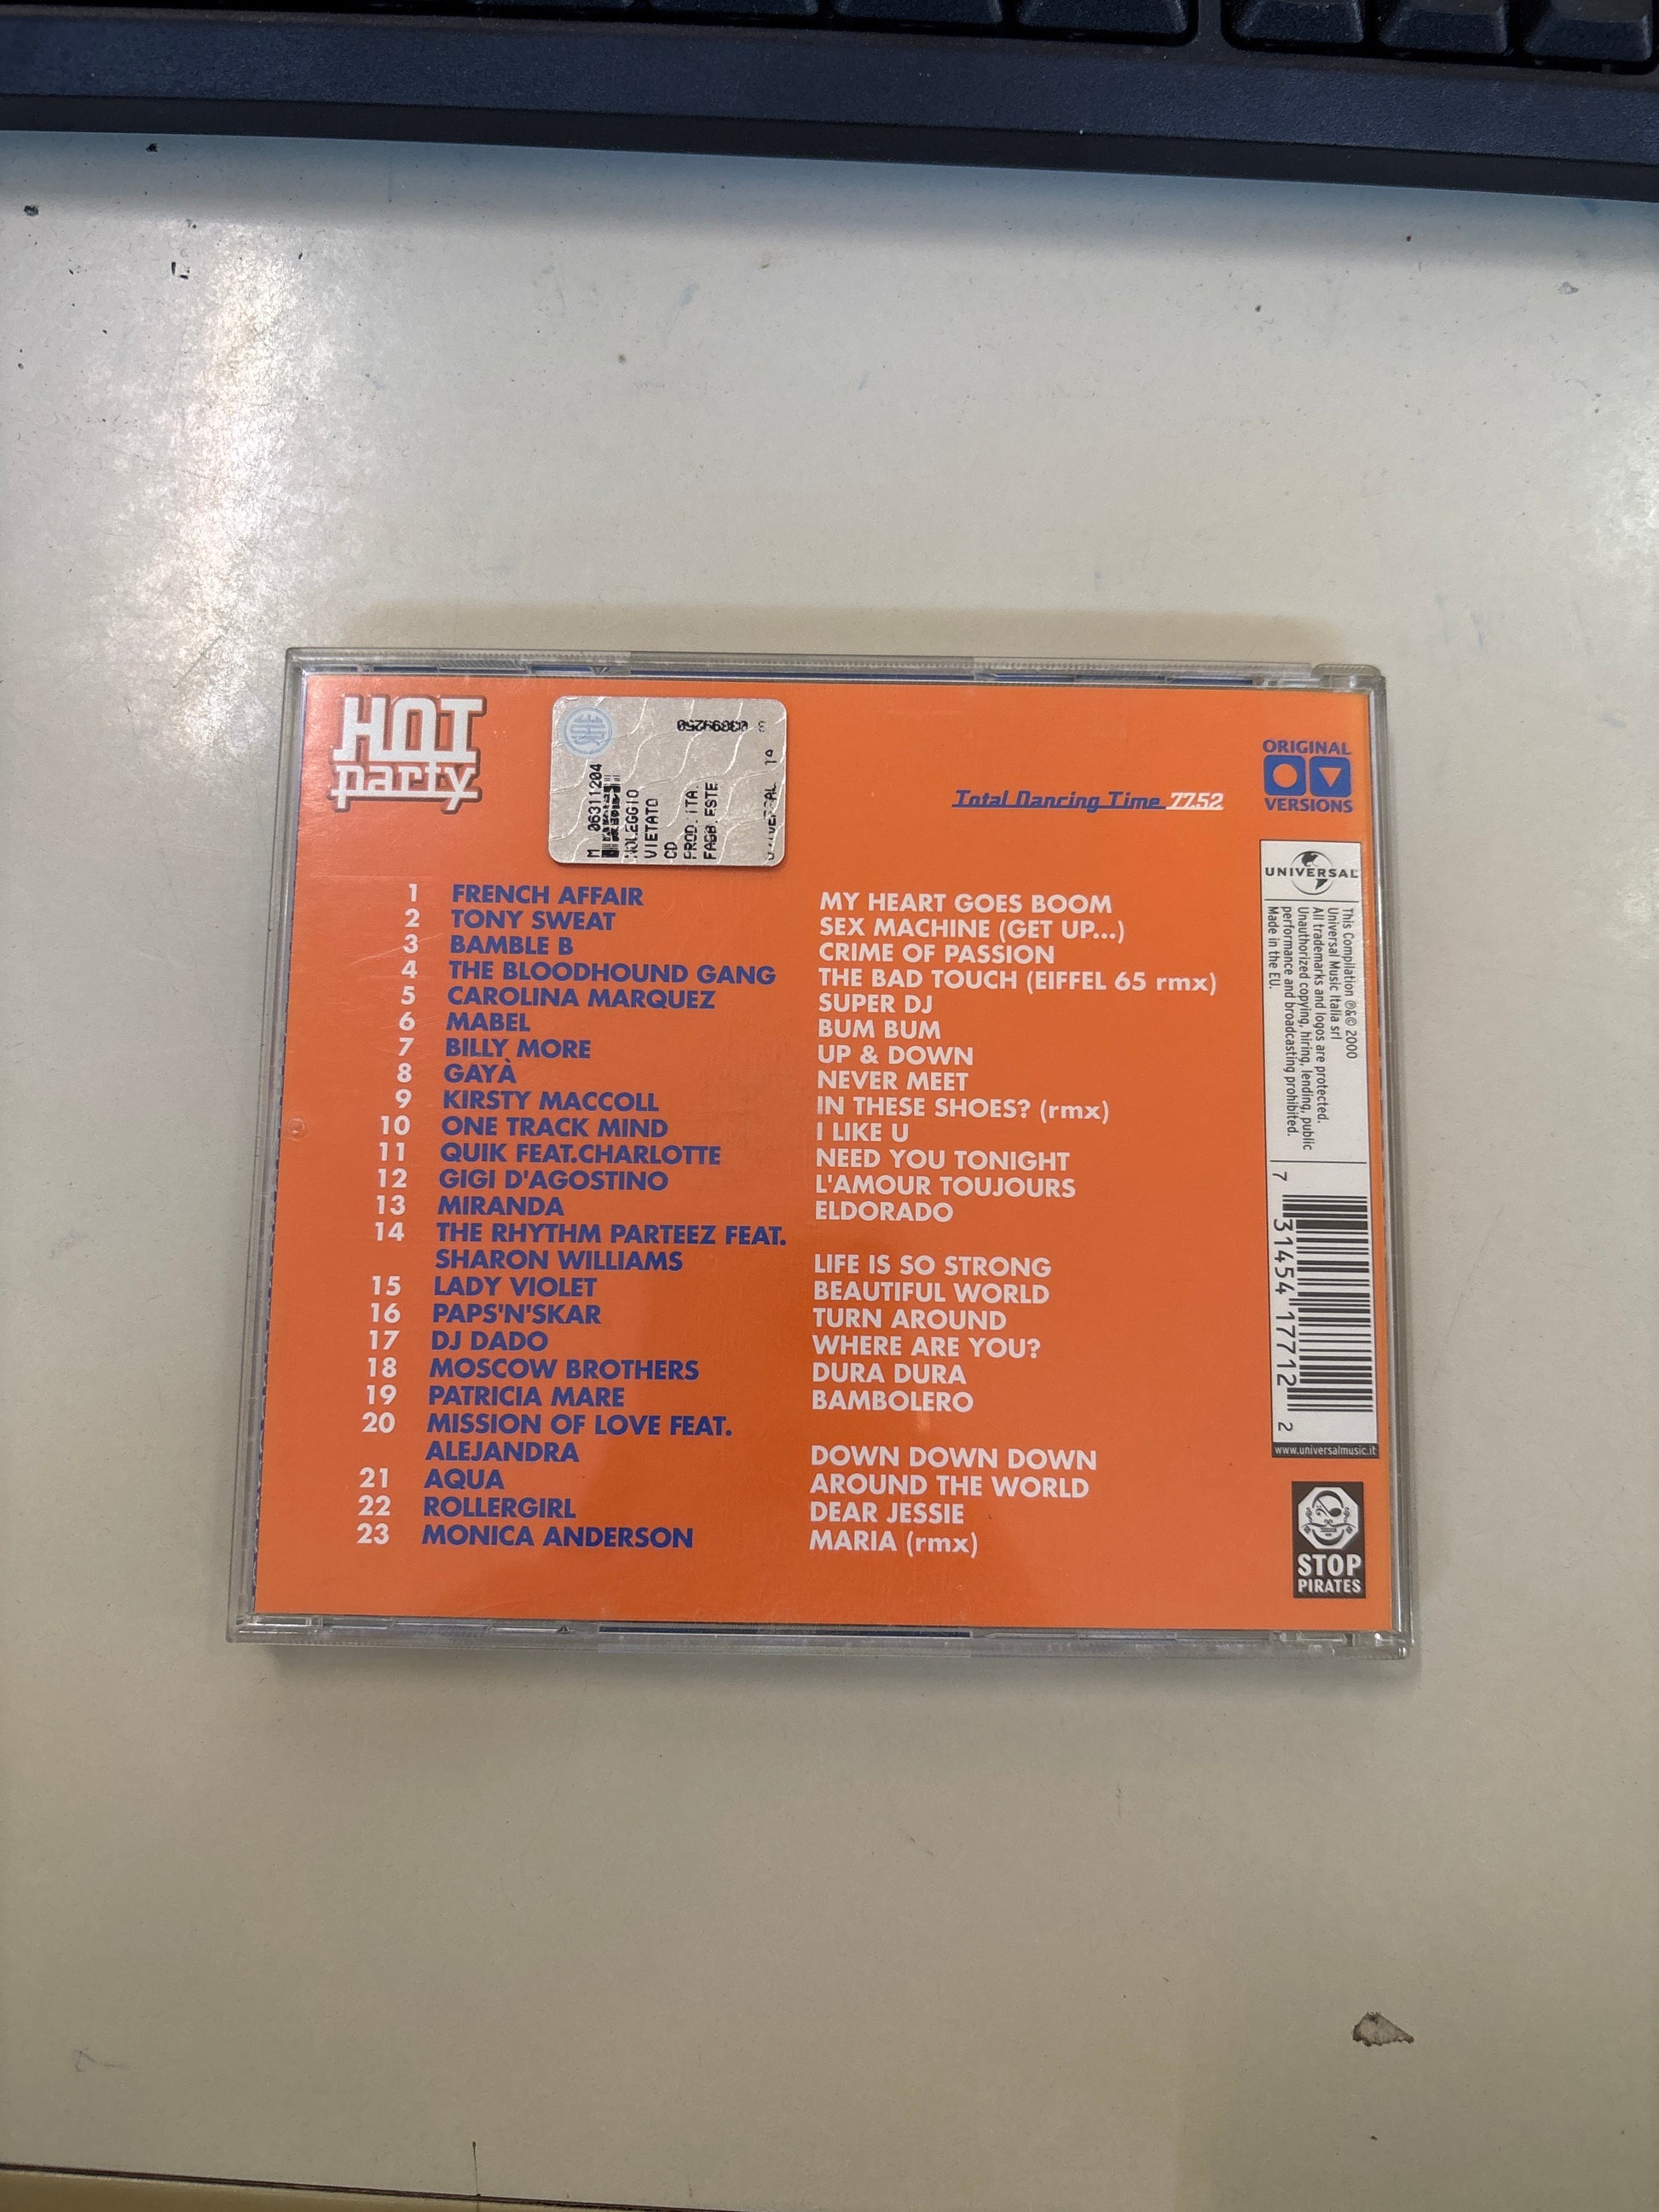 HOT
party
M 06311204
NOLEGGIO
VIETATO
CD
PROD. ITA.
FABB. ESTE
Total Dancing Time 77.52
ORIGINAL
VERSIONS
1 FRENCH AFFAIR MY HEART GOES BOOM
2 TONY SWEAT SEX MACHINE (GET UP...)
3 BAMBLE B CRIME OF PASSION
4 THE BLOODHOUND GANG THE BAD TOUCH (EIFFEL 65 rmx)
5 CAROLINA MARQUEZ SUPER DJ
6 MABEL BUM BUM
7 BILLY MORE UP & DOWN
8 GAYÀ NEVER MEET
9 KIRSTY MACCOLL IN THESE SHOES? (rmx)
10 ONE TRACK MIND I LIKE U
11 QUIK FEAT.CHARLOTTE NEED YOU TONIGHT
12 GIGI D'AGOSTINO L'AMOUR TOUJOURS
13 MIRANDA ELDORADO
14 THE RHYTHM PARTEEZ FEAT.
SHARON WILLIAMS LIFE IS SO STRONG
15 LADY VIOLET BEAUTIFUL WORLD
16 PAPS'N'SKAR TURN AROUND
17 DJ DADO WHERE ARE YOU?
18 MOSCOW BROTHERS DURA DURA
19 PATRICIA MARE BAMBOLERO
20 MISSION OF LOVE FEAT.
ALEJANDRA DOWN DOWN DOWN
21 AQUA AROUND THE WORLD
22 ROLLERGIRL DEAR JESSIE
23 MONICA ANDERSON MARIA (rmx)
UNIVERSAL
This Compilation ℗&© 2000
Universal Music Italia srl
All trademarks and logos are protected.
Unauthorized copying, hiring, lending, public
performance and broadcasting prohibited.
Made in the EU.
7 31454 17712 2
www.universalmusic.it
STOP
PIRATES